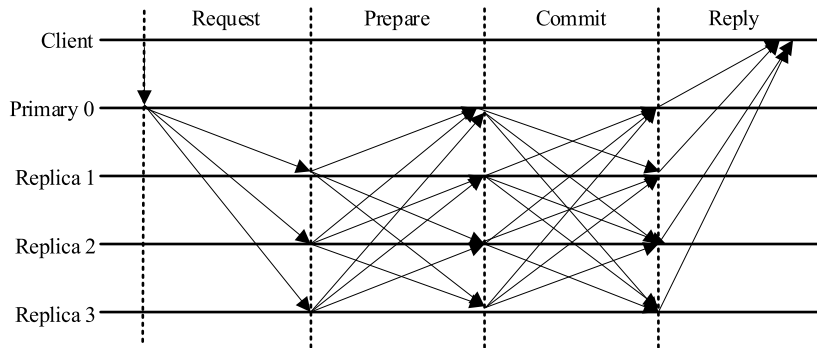 Request Prepare Commit Reply
Client
Primary 0
Replica 1
Replica 2
Replica 3